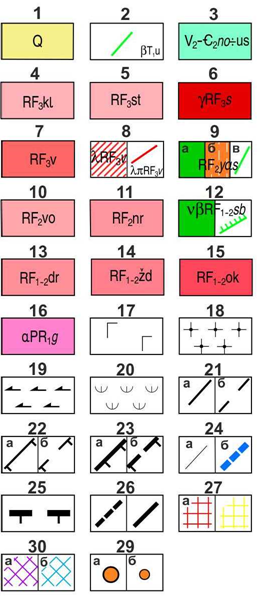 1 2 3
Q βT₁u V₂–Є₂no÷us
4 5 6
RF₃kl RF₃st γRF₃s
7 8 9
RF₃v λRF₃v λπRF₃v а б в RF₂yαs
10 11 12
RF₂vo RF₂nr νβRF₁₋₂sb
13 14 15
RF₁₋₂dr RF₁₋₂žd RF₁₋₂ok
16 17 18
αPR₁g
19 20 21
а б
22 23 24
а б а б а б
25 26 27
а б
30 29
а б а б